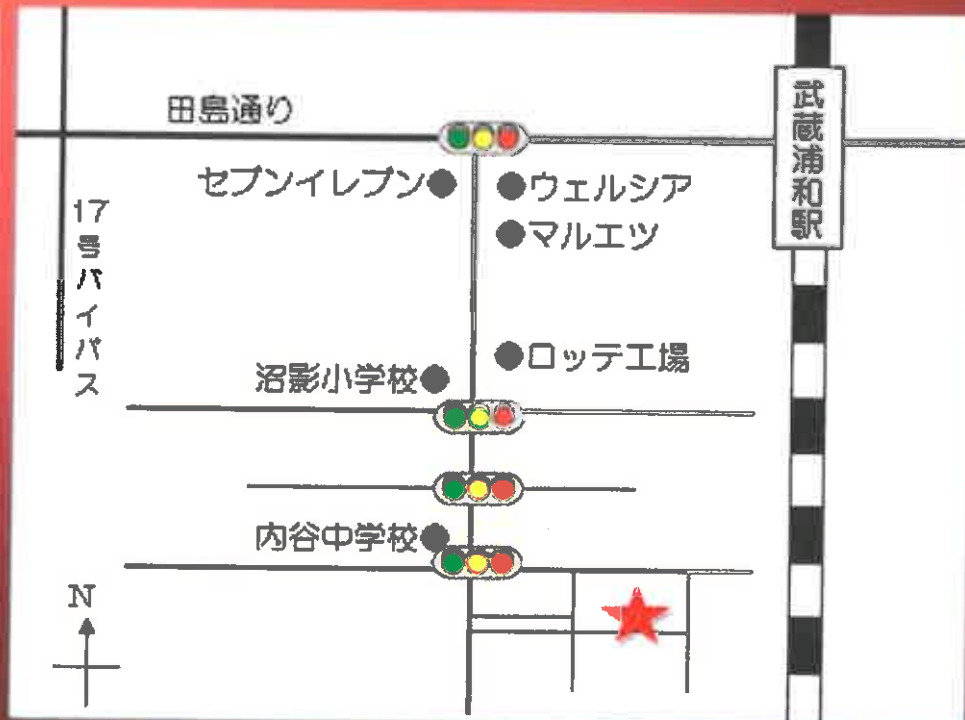 田島通り
武蔵浦和駅
セブンイレブン
ウェルシア
マルエツ
17号バイパス
ロッテ工場
沼影小学校
内谷中学校
N